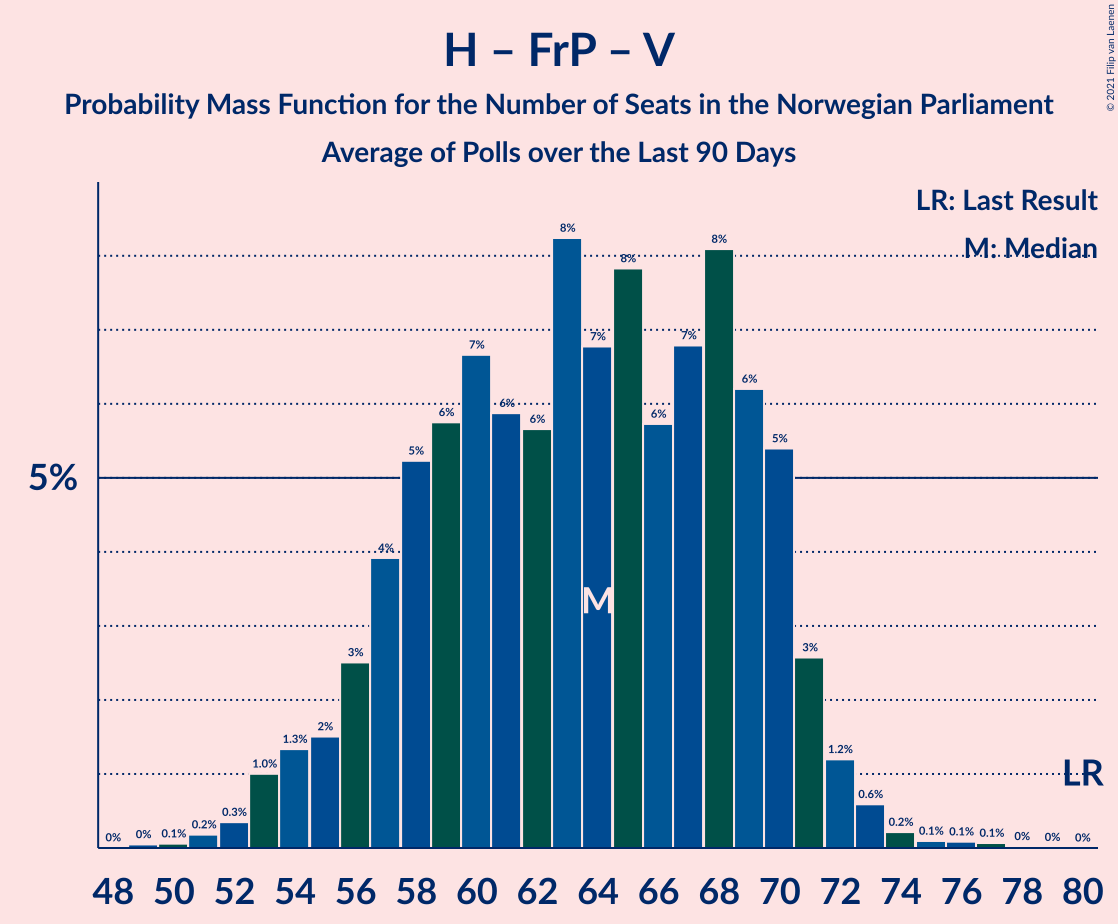 H – FrP – V
Probability Mass Function for the Number of Seats in the Norwegian Parliament
Average of Polls over the Last 90 Days
© 2021 Filip van Laenen
LR: Last Result
M: Median
5%
0% 0% 0.1% 0.2% 0.3% 1.0% 1.3% 2% 3% 4% 5% 6% 7% 6% 6% 8% 7% 8% 6% 7% 8% 6% 5% 3% 1.2% 0.6% 0.2% 0.1% 0.1% 0.1% 0% 0% 0%
M
LR
48 50 52 54 56 58 60 62 64 66 68 70 72 74 76 78 80